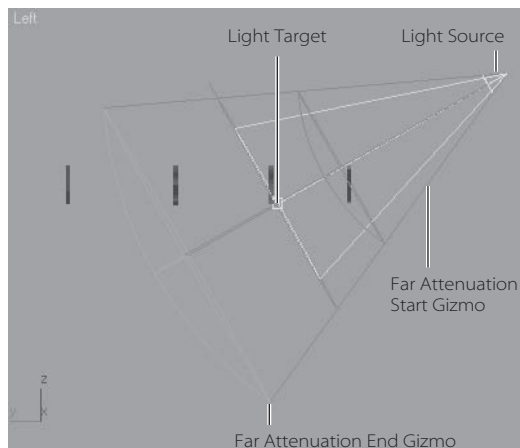 Left
Light Target
Light Source
Far Attenuation
Start Gizmo
z
y
x
Far Attenuation End Gizmo